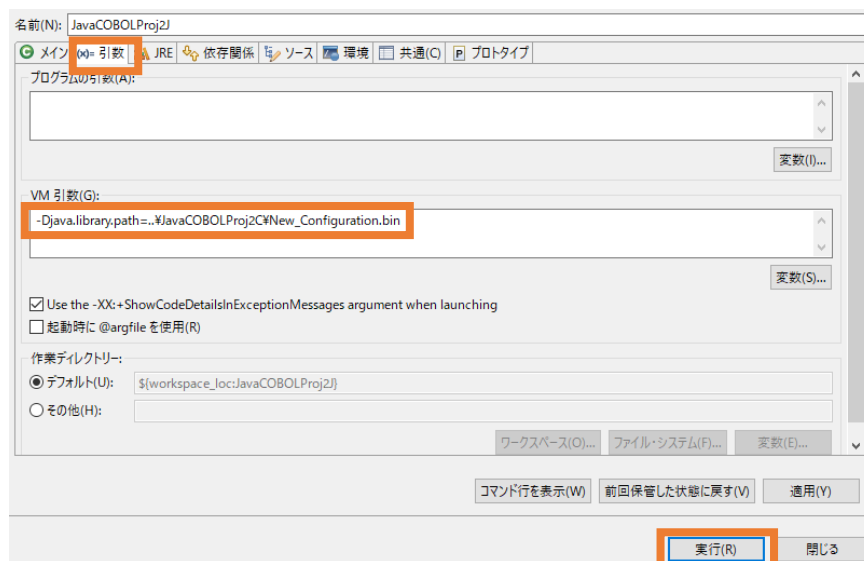 名前(N): JavaCOBOLProj2J
メイン (x)= 引数 JRE 依存関係 ソース 環境 共通(C) P プロトタイプ
プログラムの引数(A):
変数(I)...
VM 引数(G):
-Djava.library.path=..¥JavaCOBOLProj2C¥New_Configuration.bin
変数(S)...
Use the -XX:+ShowCodeDetailsInExceptionMessages argument when launching
起動時に @argfile を使用(R)
作業ディレクトリー:
デフォルト(U): ${workspace_loc:JavaCOBOLProj2J}
その他(H):
ワークスペース(O)... ファイル・システム(F)... 変数(E)...
コマンド行を表示(W) 前回保管した状態に戻す(V) 適用(Y)
実行(R) 閉じる